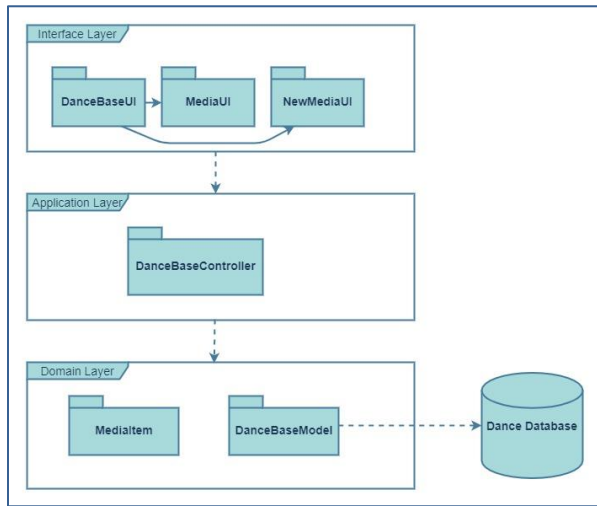 Interface Layer
DanceBaseUI
MediaUI
NewMediaUI
Application Layer
DanceBaseController
Domain Layer
MediaItem
DanceBaseModel
Dance Database